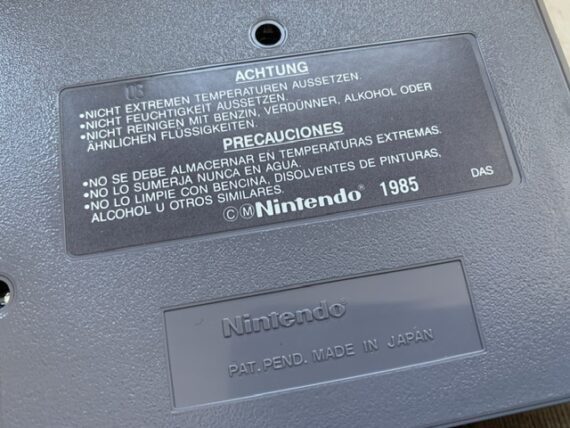 US
ACHTUNG
•NICHT EXTREMEN TEMPERATUREN AUSSETZEN.
•NICHT FEUCHTIGKEIT AUSSETZEN.
•NICHT REINIGEN MIT BENZIN, VERDÜNNER, ALKOHOL ODER
ÄHNLICHEN FLÜSSIGKEITEN.
PRECAUCIONES
•NO SE DEBE ALMACERNAR EN TEMPERATURAS EXTREMAS.
•NO LO SUMERJA NUNCA EN AGUA.
•NO LO LIMPIE CON BENCINA, DISOLVENTES DE PINTURAS,
ALCOHOL U OTROS SIMILARES.
DAS
©Ⓜ Nintendo® 1985
Nintendo®
PAT. PEND. MADE IN JAPAN